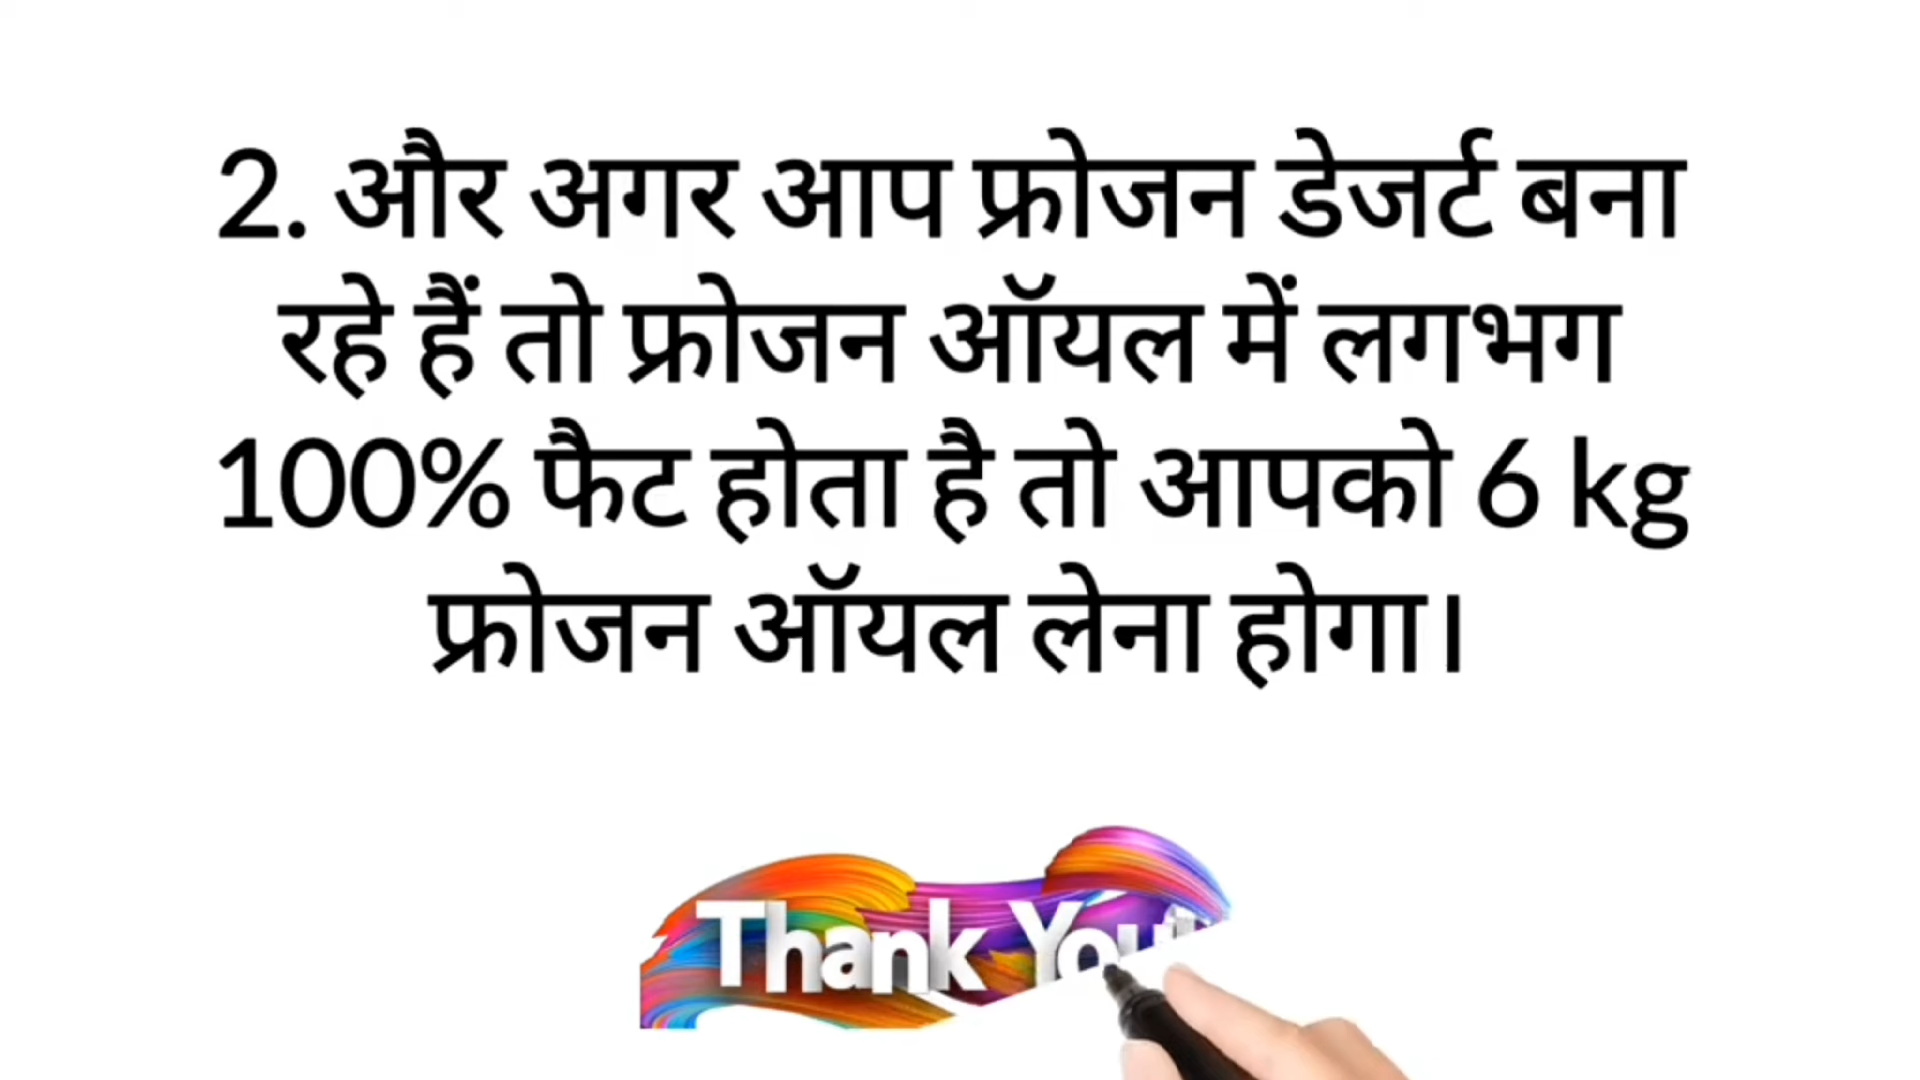 2. और अगर आप फ्रोजन डेजर्ट बना
रहे हैं तो फ्रोजन ऑयल में लगभग
100% फैट होता है तो आपको 6 kg
फ्रोजन ऑयल लेना होगा।
Thank You